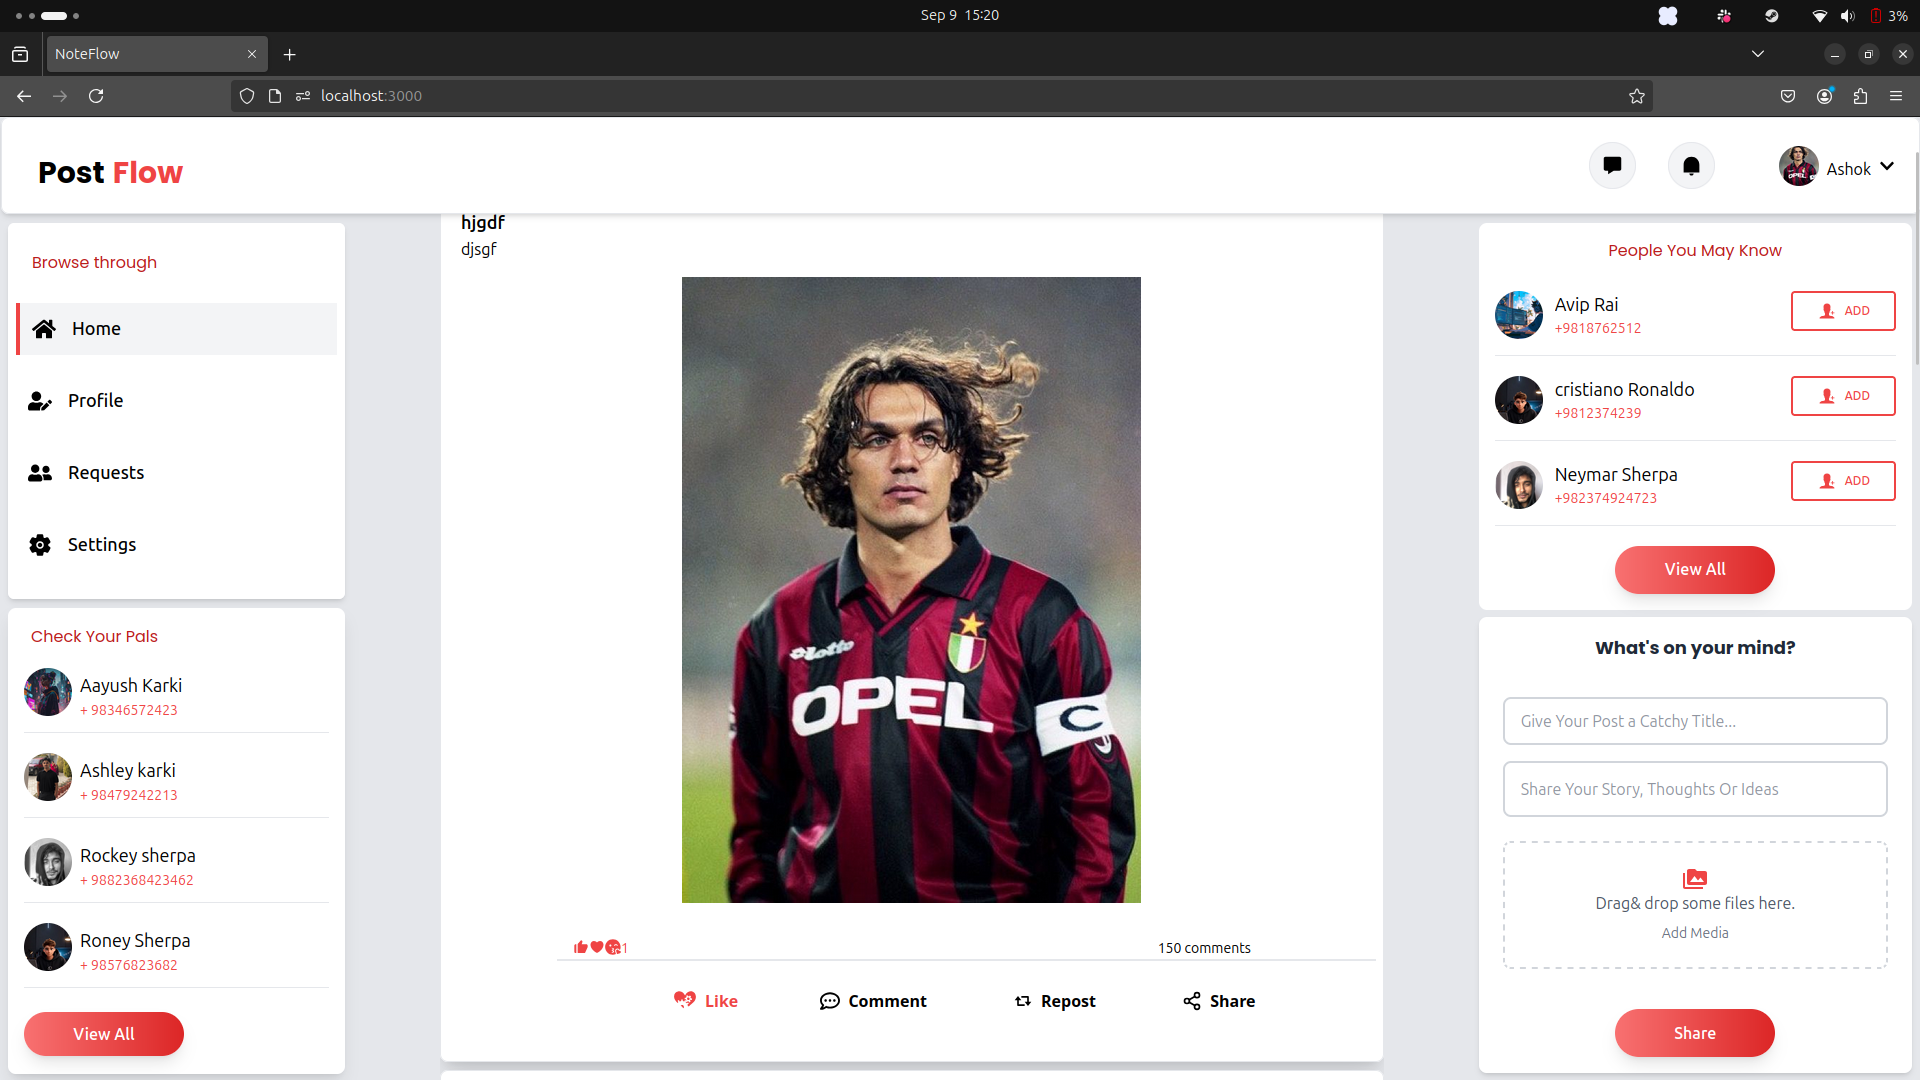 Sep 9 15:20
3%
NoteFlow
localhost:3000
Post Flow
Ashok
Browse through
Home
Profile
Requests
Settings
Check Your Pals
Aayush Karki
+ 98346572423
Ashley karki
+ 98479242213
Rockey sherpa
+ 9882368423462
Roney Sherpa
+ 98576823682
View All
hjgdf
djsgf
lotto
OPEL
C
1
150 comments
Like
Comment
Repost
Share
People You May Know
Avip Rai
+9818762512
ADD
cristiano Ronaldo
+9812374239
ADD
Neymar Sherpa
+982374924723
ADD
View All
What's on your mind?
Give Your Post a Catchy Title...
Share Your Story, Thoughts Or Ideas
Drag& drop some files here.
Add Media
Share